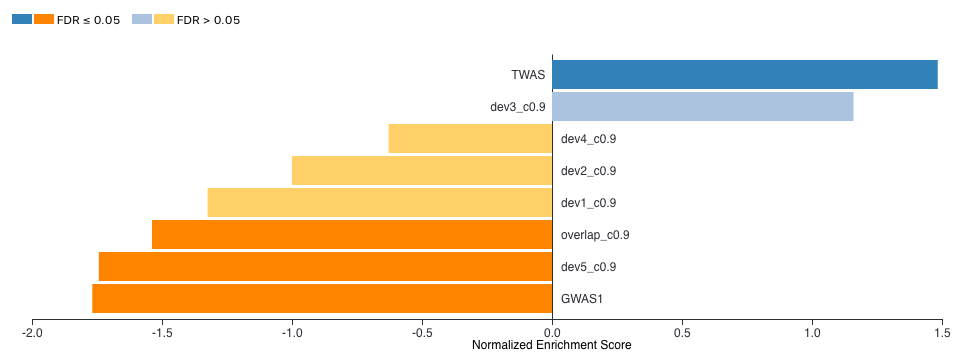 FDR ≤ 0.05 FDR > 0.05
TWAS
dev3_c0.9
dev4_c0.9
dev2_c0.9
dev1_c0.9
overlap_c0.9
dev5_c0.9
GWAS1
-2.0 -1.5 -1.0 -0.5 0.0 0.5 1.0 1.5
Normalized Enrichment Score